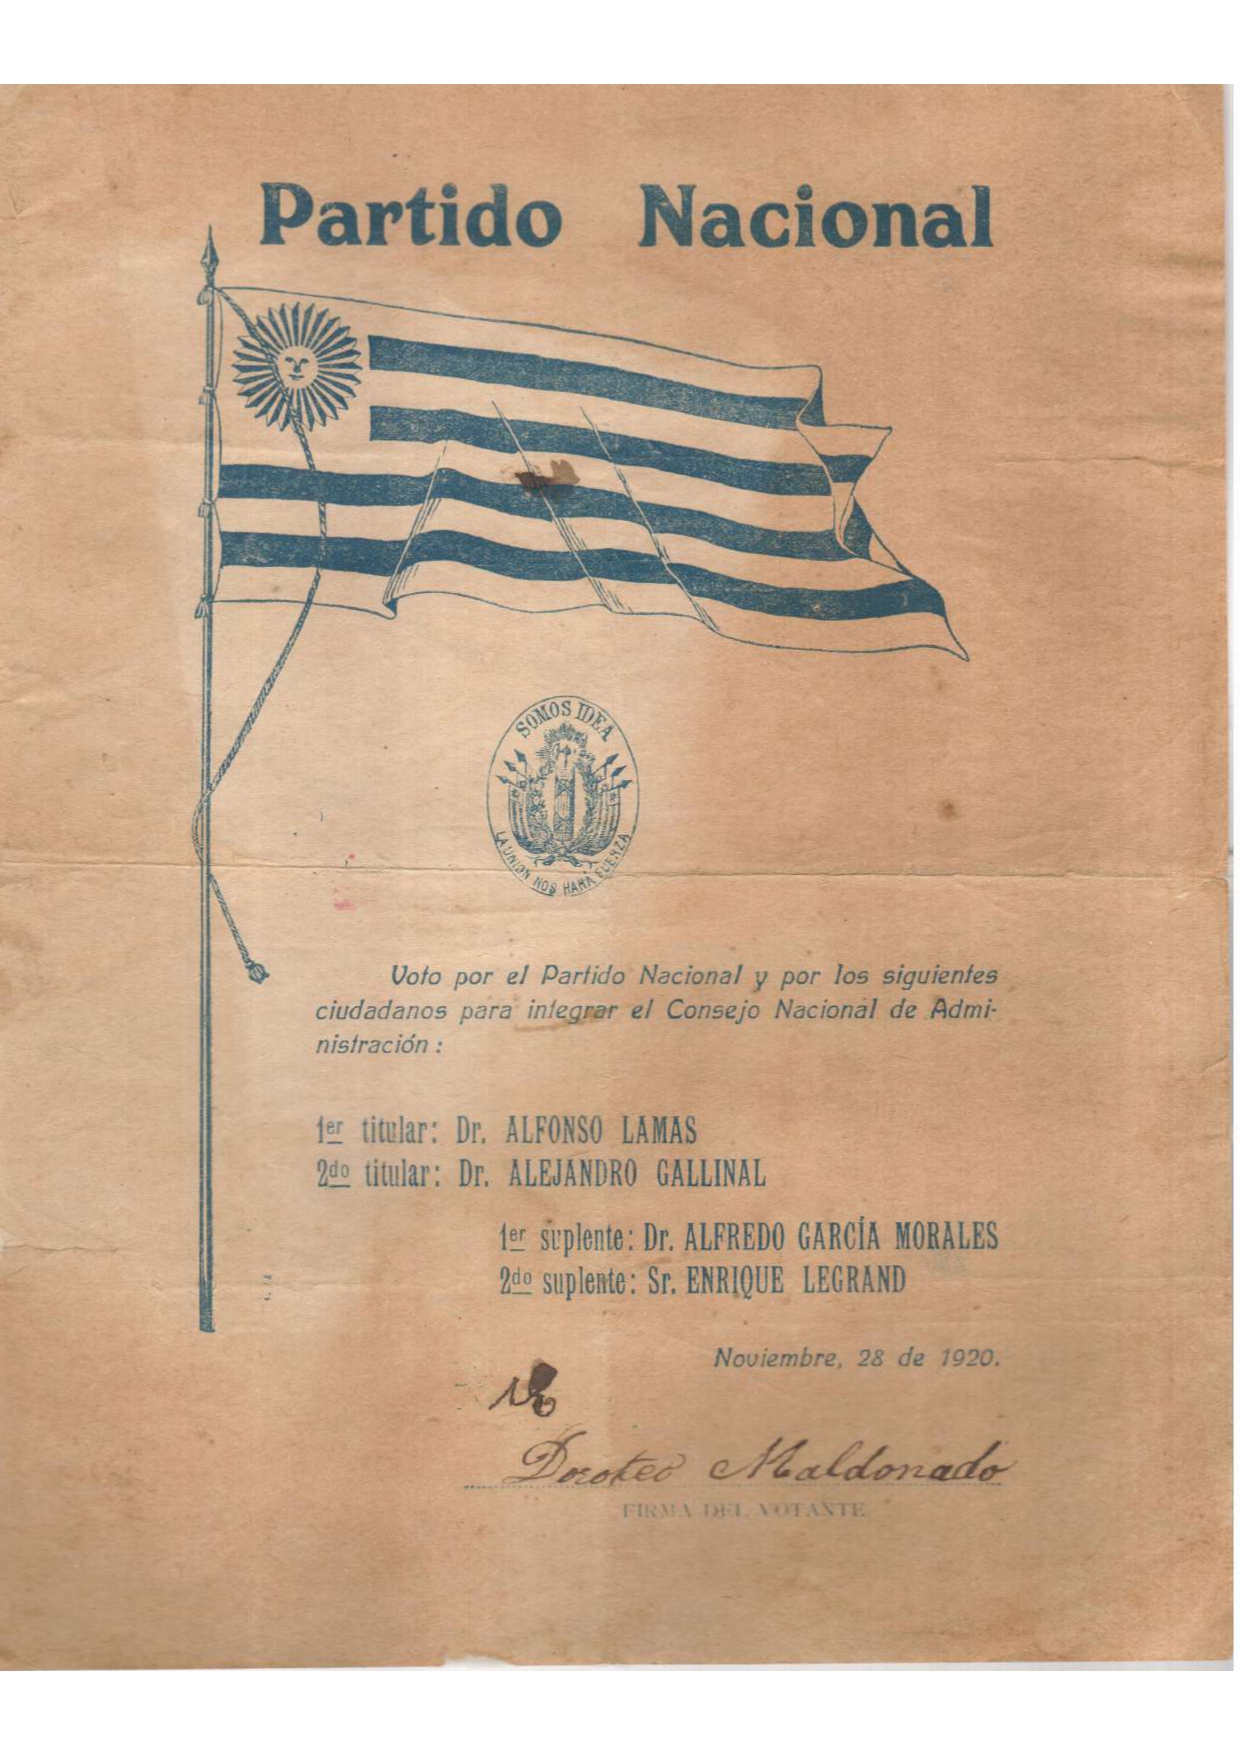 Partido Nacional
SOMOS IDEA
LA UNION NOS HARÁ FUERZA
Voto por el Partido Nacional y por los siguientes
ciudadanos para integrar el Consejo Nacional de Admi-
nistración :
1er titular: Dr. ALFONSO LAMAS
2do titular: Dr. ALEJANDRO GALLINAL
1er suplente: Dr. ALFREDO GARCÍA MORALES
2do suplente: Sr. ENRIQUE LEGRAND
Noviembre, 28 de 1920.
Doroteo Maldonado
FIRMA DEL VOTANTE